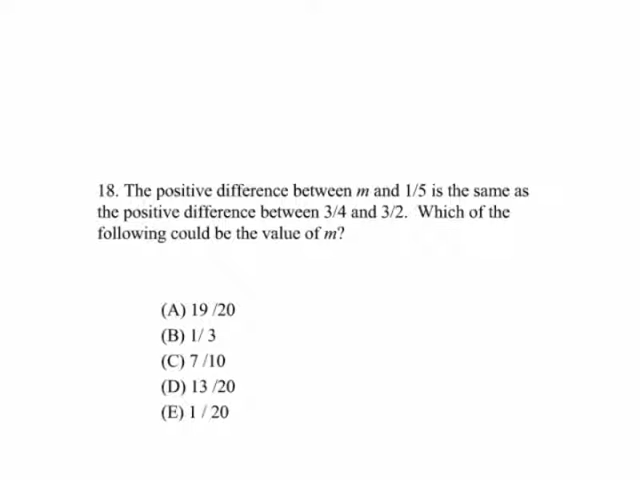 18. The positive difference between m and 1/5 is the same as
the positive difference between 3/4 and 3/2. Which of the
following could be the value of m?
(A) 19 /20
(B) 1/ 3
(C) 7 /10
(D) 13 /20
(E) 1 / 20